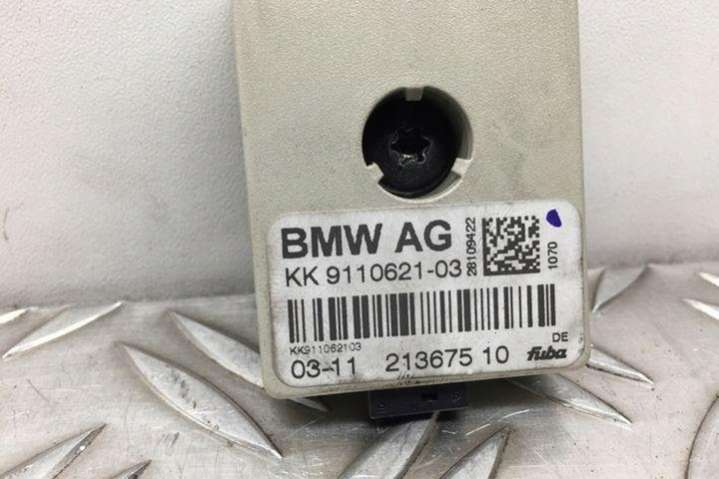 BMW AG
KK 9110621-03
28109422
1070
KK911062103
DE
03-11 213675 10 fuba